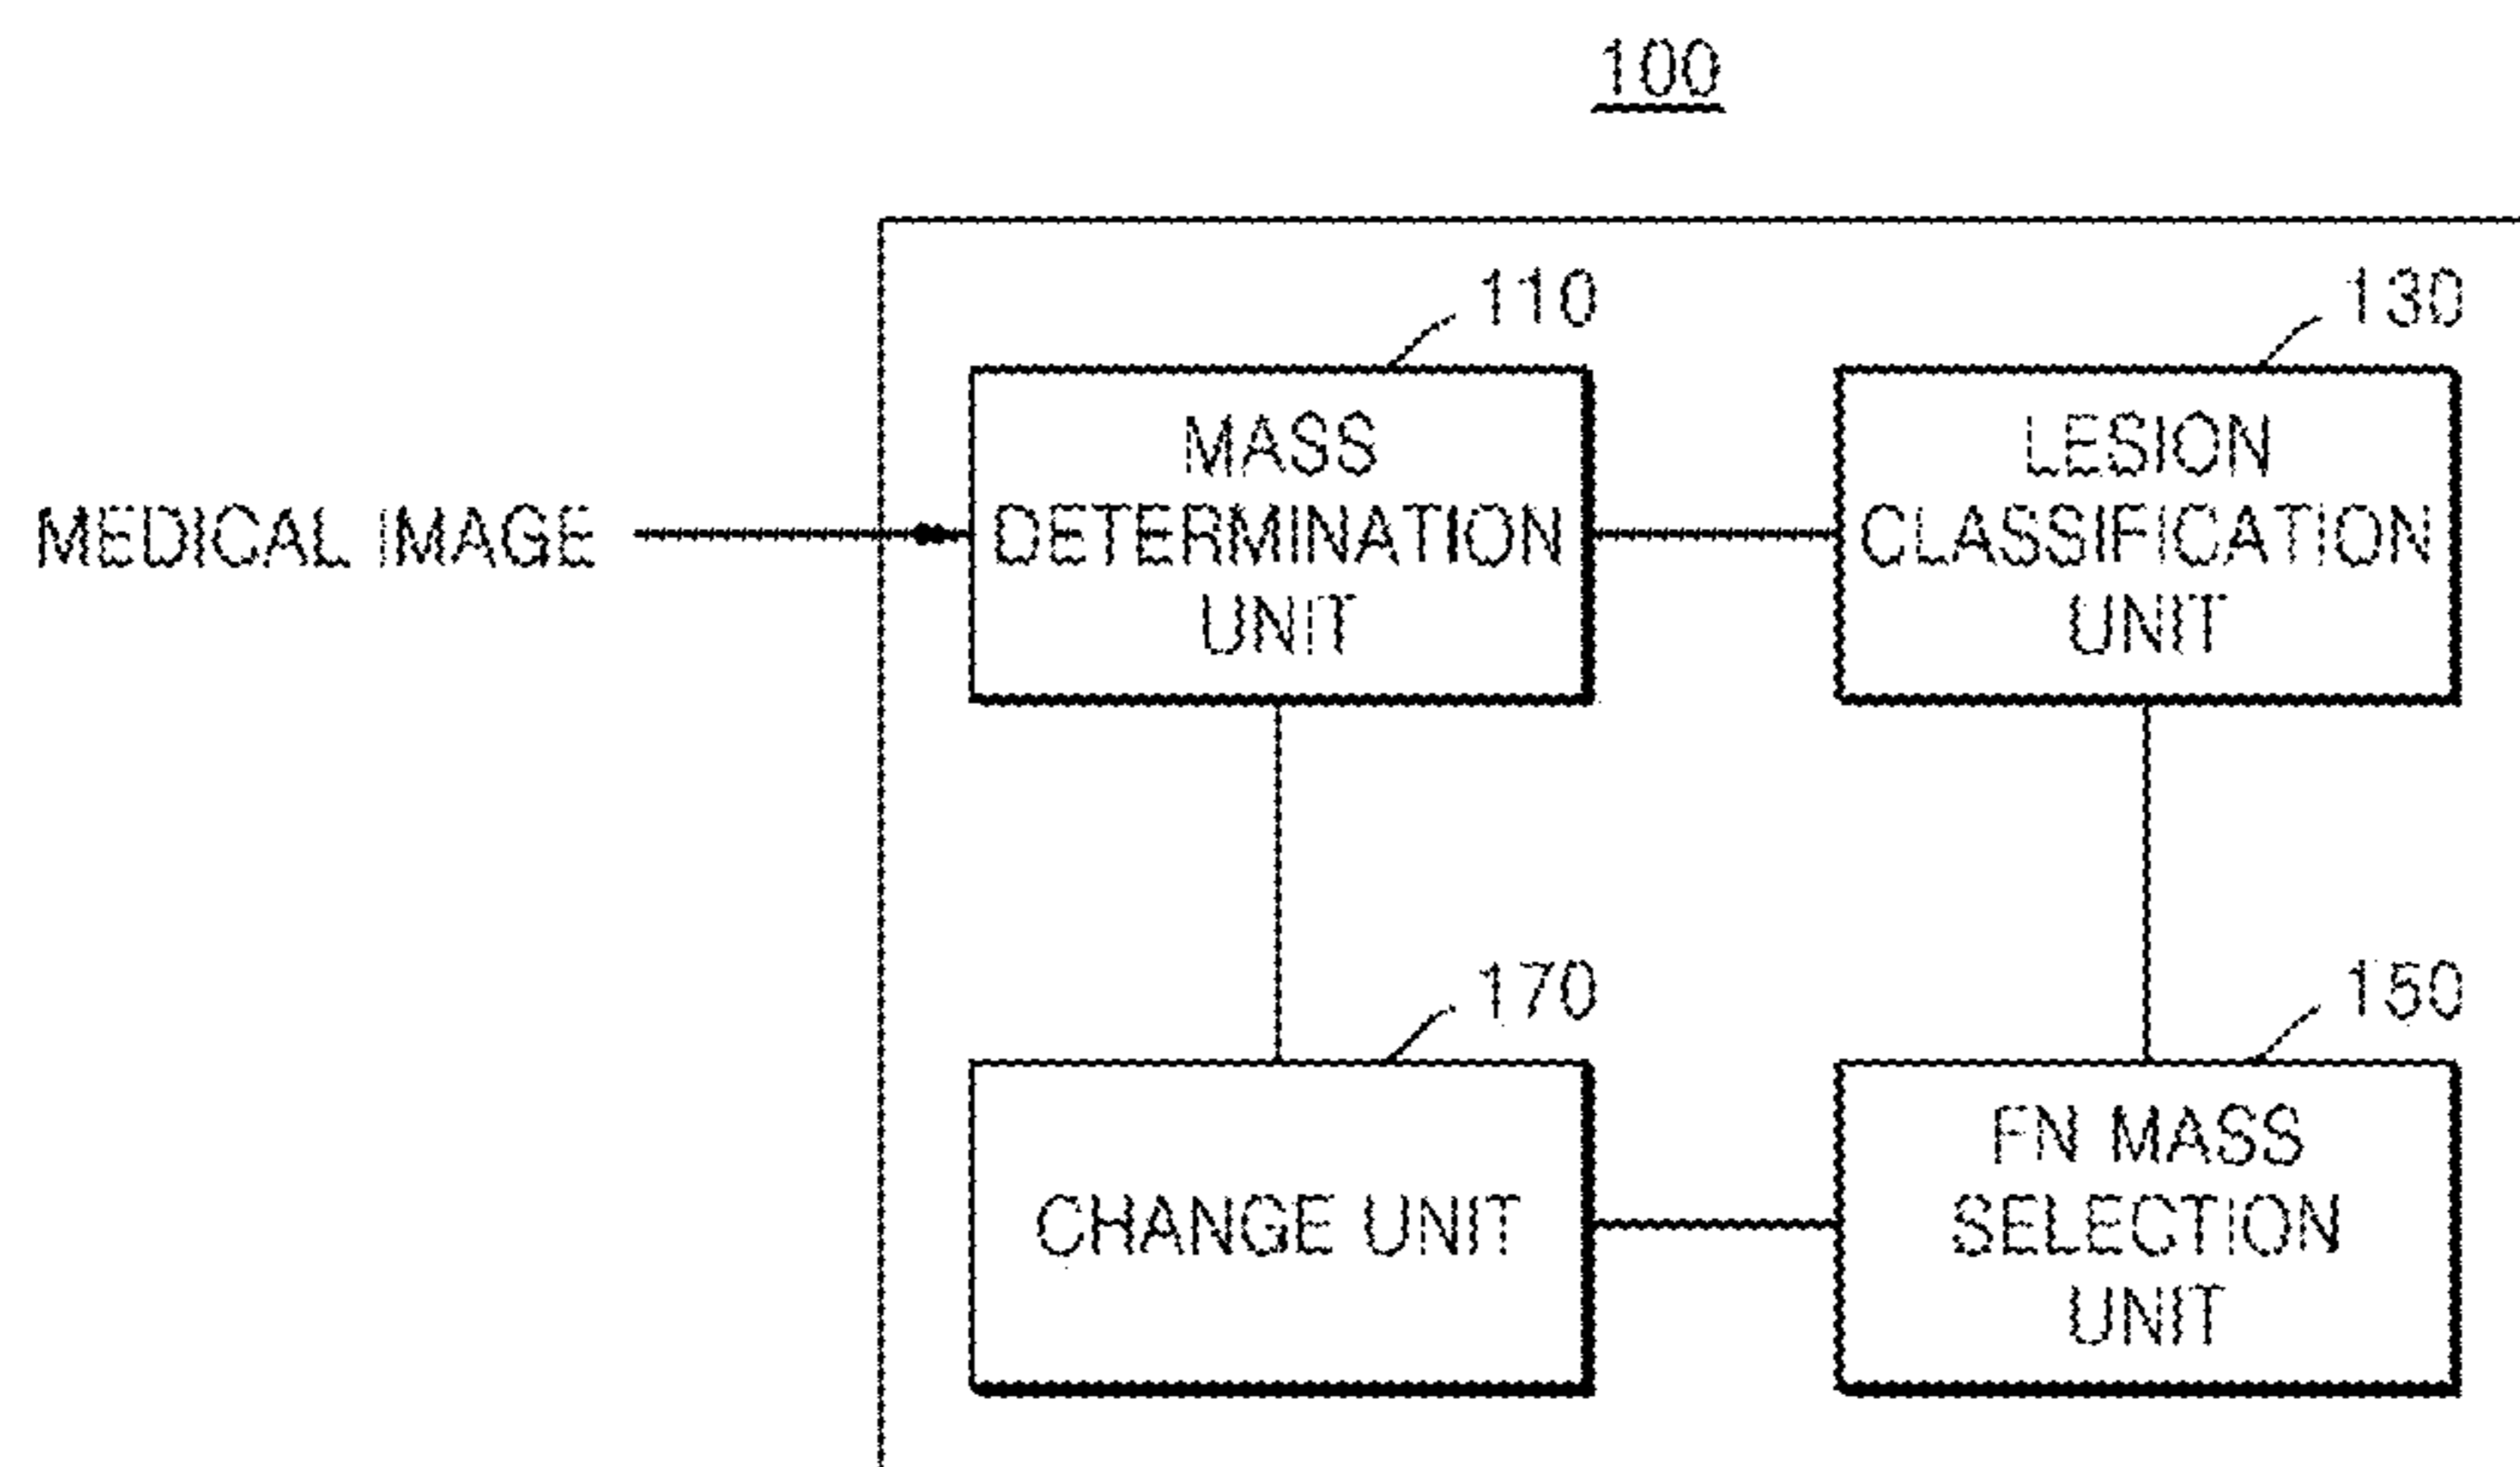 100
110
130
MASS
DETERMINATION
UNIT
LESION
CLASSIFICATION
UNIT
MEDICAL IMAGE
170
150
CHANGE UNIT
FN MASS
SELECTION
UNIT